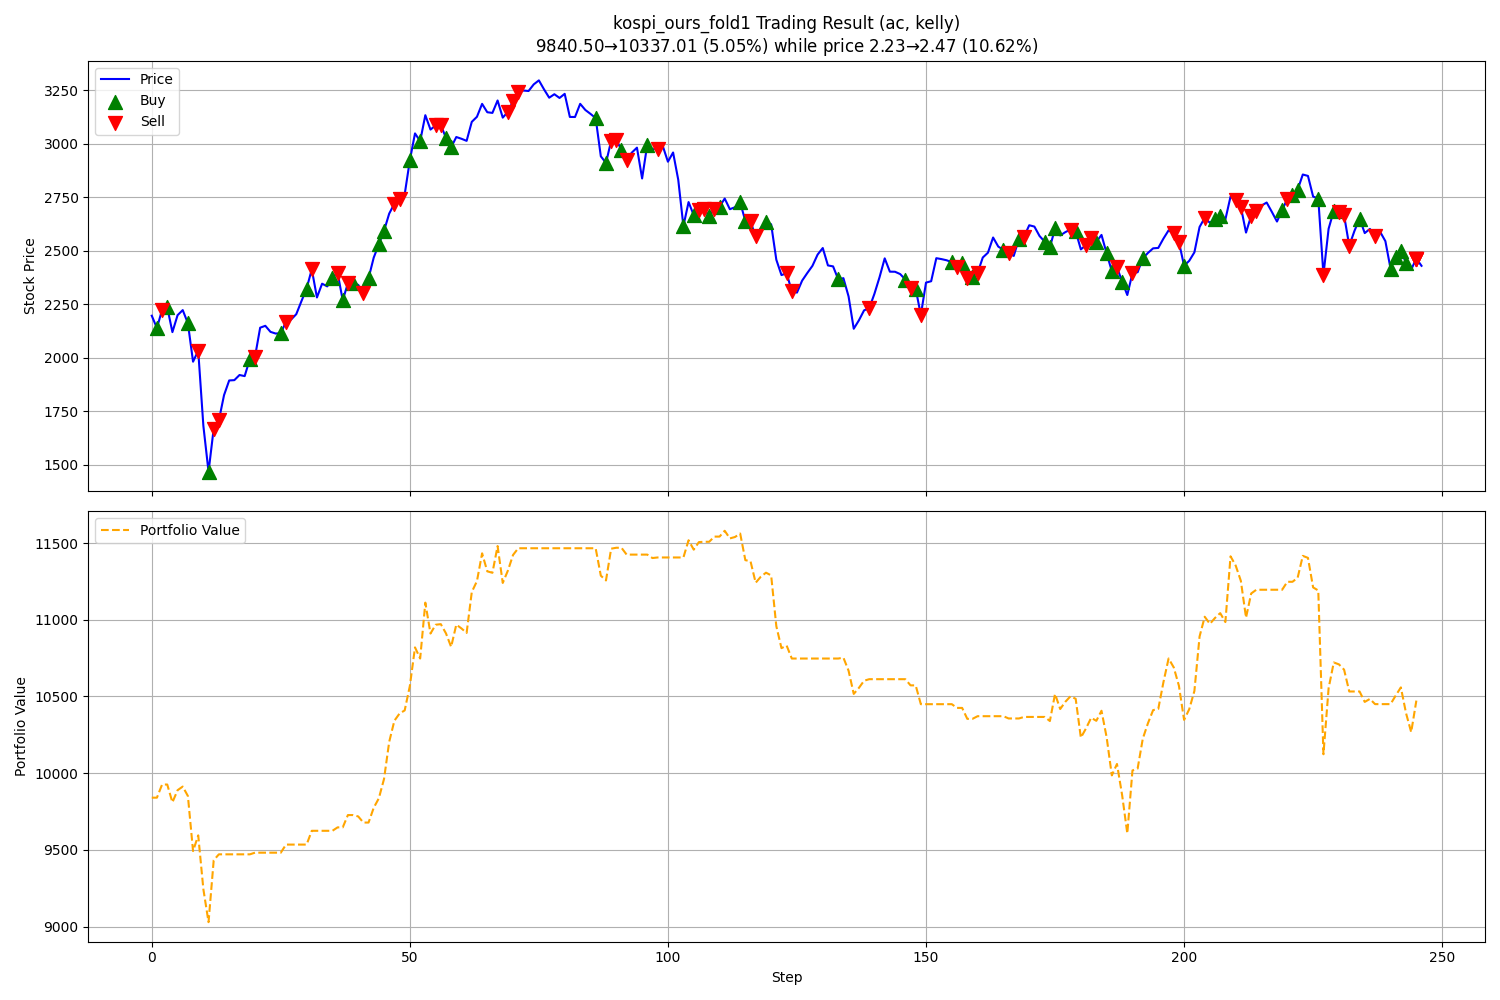 kospi_ours_fold1 Trading Result (ac, kelly)
9840.50→10337.01 (5.05%) while price 2.23→2.47 (10.62%)
Price
Buy
Sell
3250
3000
2750
2500
2250
2000
1750
1500
Stock Price
Portfolio Value
11500
11000
10500
10000
9500
9000
Portfolio Value
0
50
100
150
200
250
Step